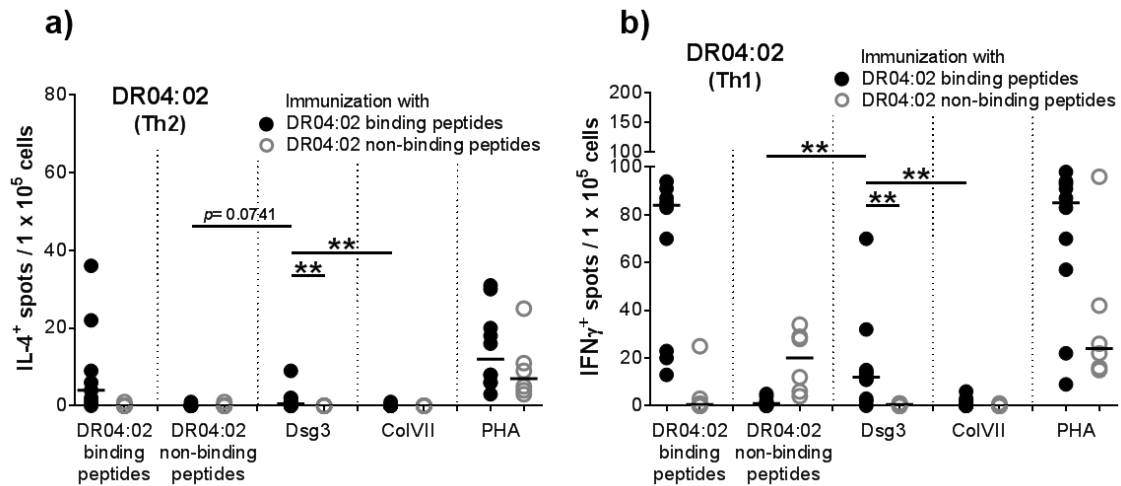 a)
DR04:02
(Th2)
Immunization with
DR04:02 binding peptides
DR04:02 non-binding peptides
IL-4+ spots / 1 x 10⁵ cells
80
60
40
20
0
p= 0.0741
**
**
DR04:02
binding
peptides
DR04:02
non-binding
peptides
Dsg3
ColVII
PHA
b)
DR04:02
(Th1)
Immunization with
DR04:02 binding peptides
DR04:02 non-binding peptides
IFNγ+ spots / 1 x 10⁵ cells
200
150
100
100
80
60
40
20
0
**
**
**
DR04:02
binding
peptides
DR04:02
non-binding
peptides
Dsg3
ColVII
PHA